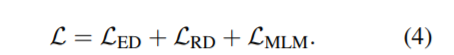 ℒ = ℒ_ED + ℒ_RD + ℒ_MLM. (4)